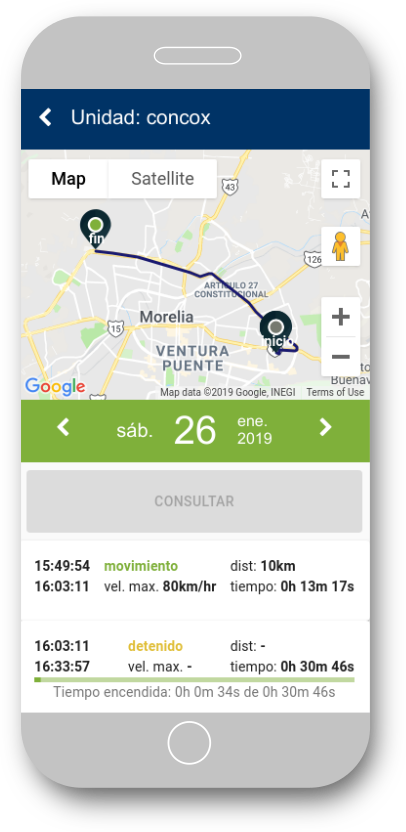 Unidad: concox
Map
Satellite
43
A
fin
126
ARTICULO 27
CONSTITUCIONAL
Morelia
inicio
15
VENTURA
PUENTE
Buenav
Google
Map data ©2019 Google, INEGI
Terms of Use
sáb.
26
ene.
2019
CONSULTAR
15:49:54 movimiento dist: 10km
16:03:11 vel. max. 80km/hr tiempo: 0h 13m 17s
16:03:11 detenido dist: -
16:33:57 vel. max. - tiempo: 0h 30m 46s
Tiempo encendida: 0h 0m 34s de 0h 30m 46s